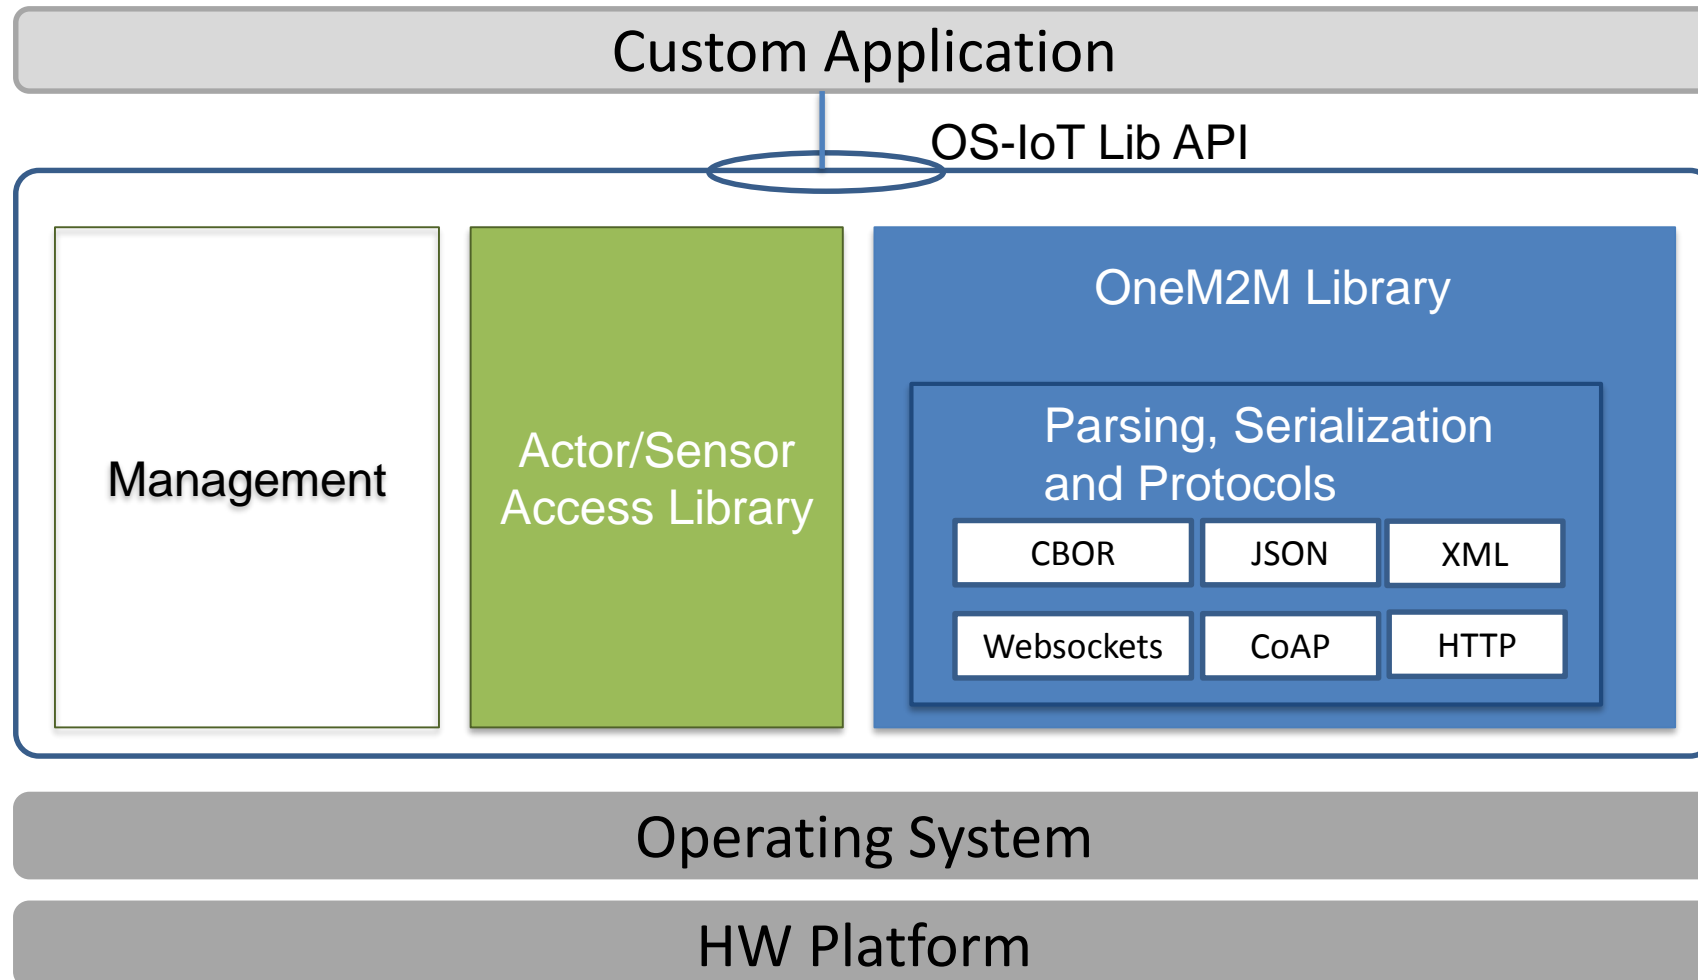 Custom Application
OS-IoT Lib API
Management
Actor/Sensor
Access Library
OneM2M Library
Parsing, Serialization
and Protocols
CBOR JSON XML
Websockets CoAP HTTP
Operating System
HW Platform